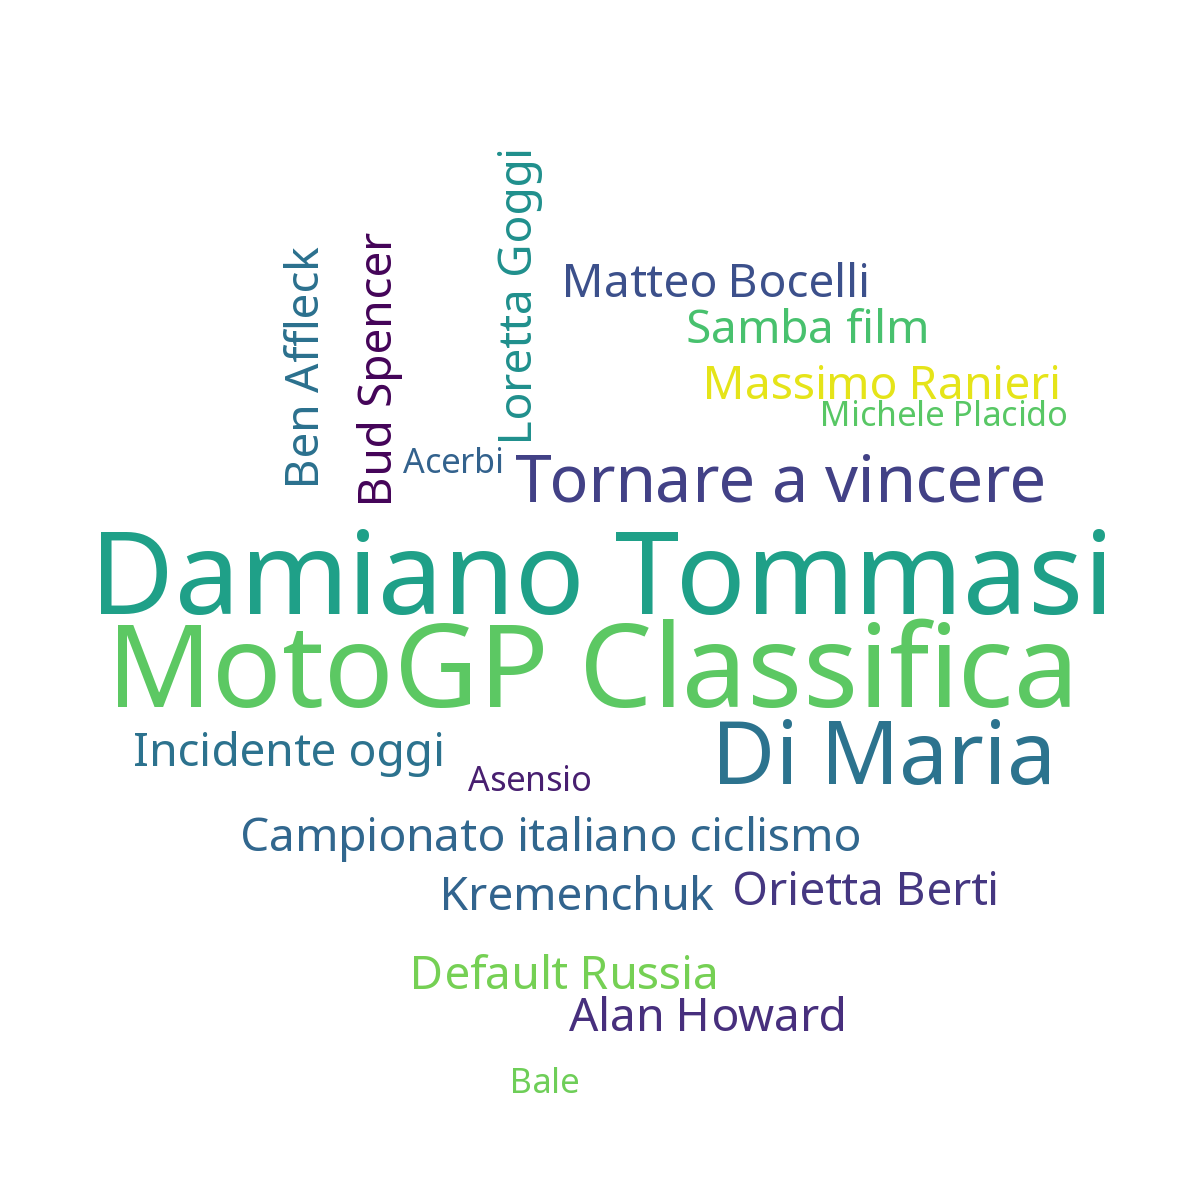 Loretta Goggi
Ben Affleck
Bud Spencer
Matteo Bocelli
Samba film
Massimo Ranieri
Michele Placido
Acerbi
Tornare a vincere
Damiano Tommasi
MotoGP Classifica
Incidente oggi
Di Maria
Asensio
Campionato italiano ciclismo
Kremenchuk
Orietta Berti
Default Russia
Alan Howard
Bale